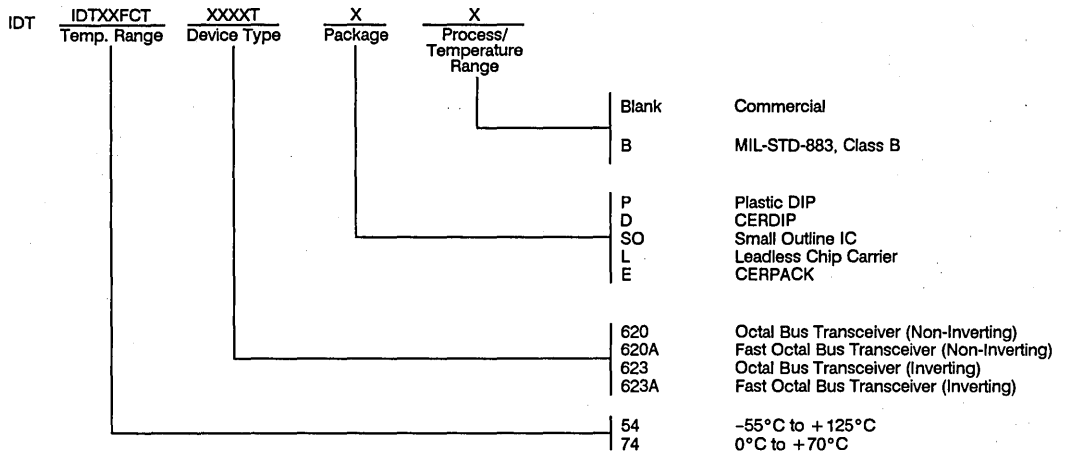 IDT IDTXXFCT XXXXT X X
Temp. Range Device Type Package Process/
Temperature
Range
Blank Commercial
B MIL-STD-883, Class B
P Plastic DIP
D CERDIP
SO Small Outline IC
L Leadless Chip Carrier
E CERPACK
620 Octal Bus Transceiver (Non-Inverting)
620A Fast Octal Bus Transceiver (Non-Inverting)
623 Octal Bus Transceiver (Inverting)
623A Fast Octal Bus Transceiver (Inverting)
54 –55°C to +125°C
74 0°C to +70°C